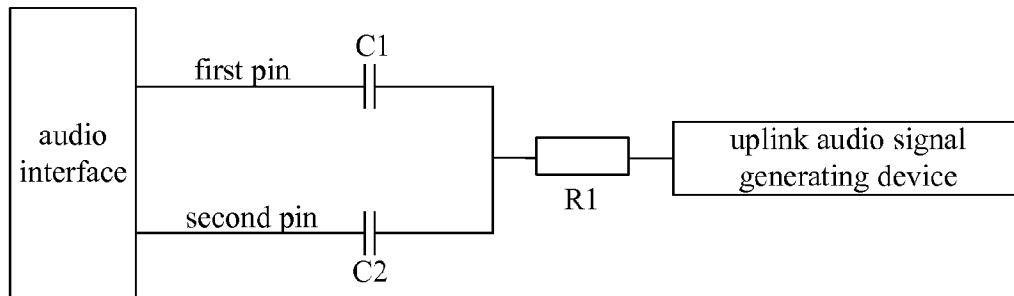 C1
first pin
audio
interface
uplink audio signal
generating device
R1
second pin
C2